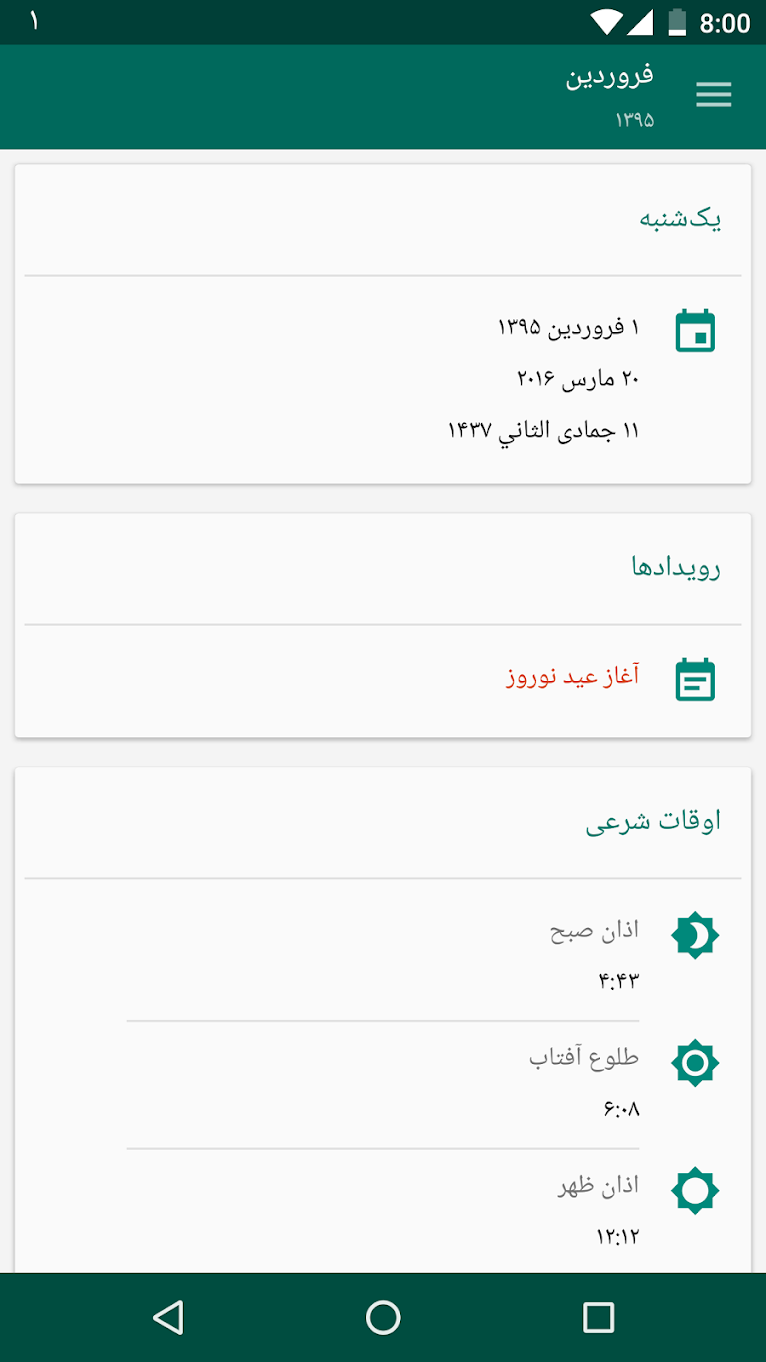 ۱
8:00
فروردین
۱۳۹۵
یک‌شنبه
۱ فروردین ۱۳۹۵
۲۰ مارس ۲۰۱۶
۱۱ جمادی الثاني ۱۴۳۷
رویدادها
آغاز عید نوروز
اوقات شرعی
اذان صبح
۴:۴۳
طلوع آفتاب
۶:۰۸
اذان ظهر
۱۲:۱۲